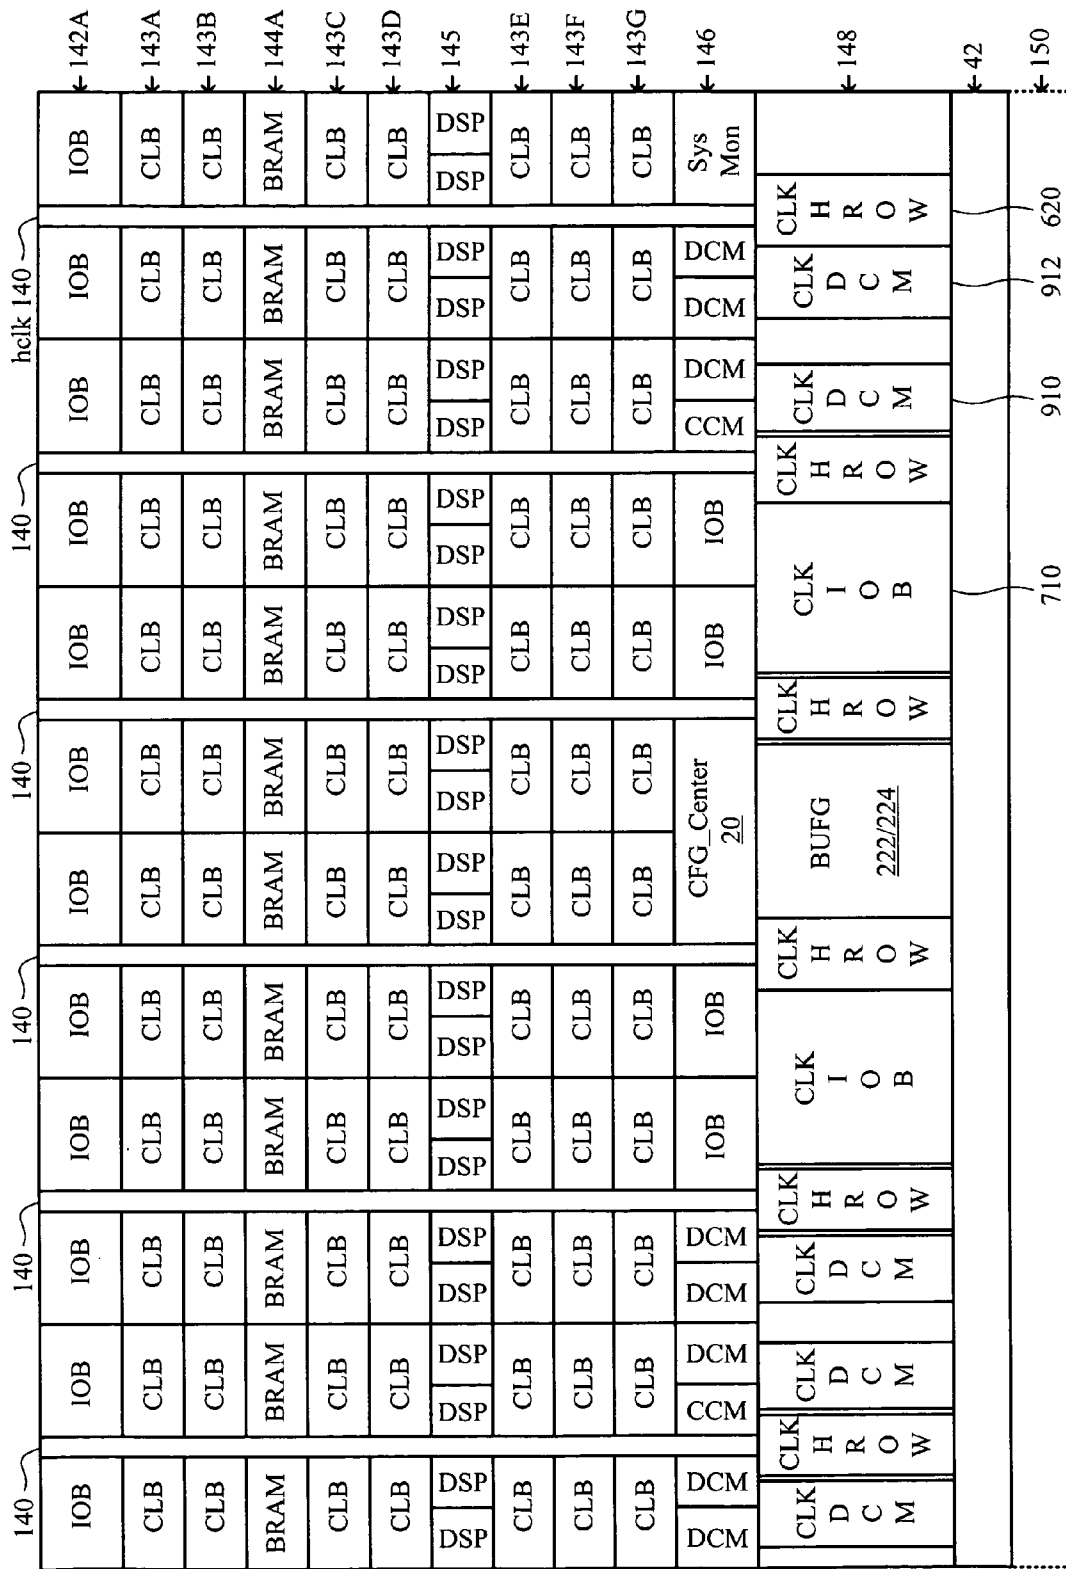 140 140 140 140 140 hclk 140
IOB IOB IOB IOB IOB IOB IOB IOB IOB IOB IOB IOB 142A
CLB CLB CLB CLB CLB CLB CLB CLB CLB CLB CLB CLB 143A
CLB CLB CLB CLB CLB CLB CLB CLB CLB CLB CLB CLB 143B
BRAM BRAM BRAM BRAM BRAM BRAM BRAM BRAM BRAM BRAM BRAM BRAM 144A
CLB CLB CLB CLB CLB CLB CLB CLB CLB CLB CLB CLB 143C
CLB CLB CLB CLB CLB CLB CLB CLB CLB CLB CLB CLB 143D
DSP DSP DSP DSP DSP DSP DSP DSP DSP DSP DSP DSP DSP DSP DSP DSP DSP DSP DSP DSP DSP DSP DSP DSP 145
CLB CLB CLB CLB CLB CLB CLB CLB CLB CLB CLB CLB 143E
CLB CLB CLB CLB CLB CLB CLB CLB CLB CLB CLB CLB 143F
CLB CLB CLB CLB CLB CLB CLB CLB CLB CLB CLB CLB 143G
DCM DCM CCM DCM DCM DCM IOB IOB CFG_Center IOB IOB CCM DCM DCM DCM Sys 146
20 Mon
CLK CLK CLK CLK CLK CLK CLK BUFG CLK CLK CLK CLK CLK CLK 148
D H D D H I H H I H D D H
C R C C R O R R O R C C R
M O M M O B O 222/224 O B O M M O
W W W W W W
42
710 910 912 620 150